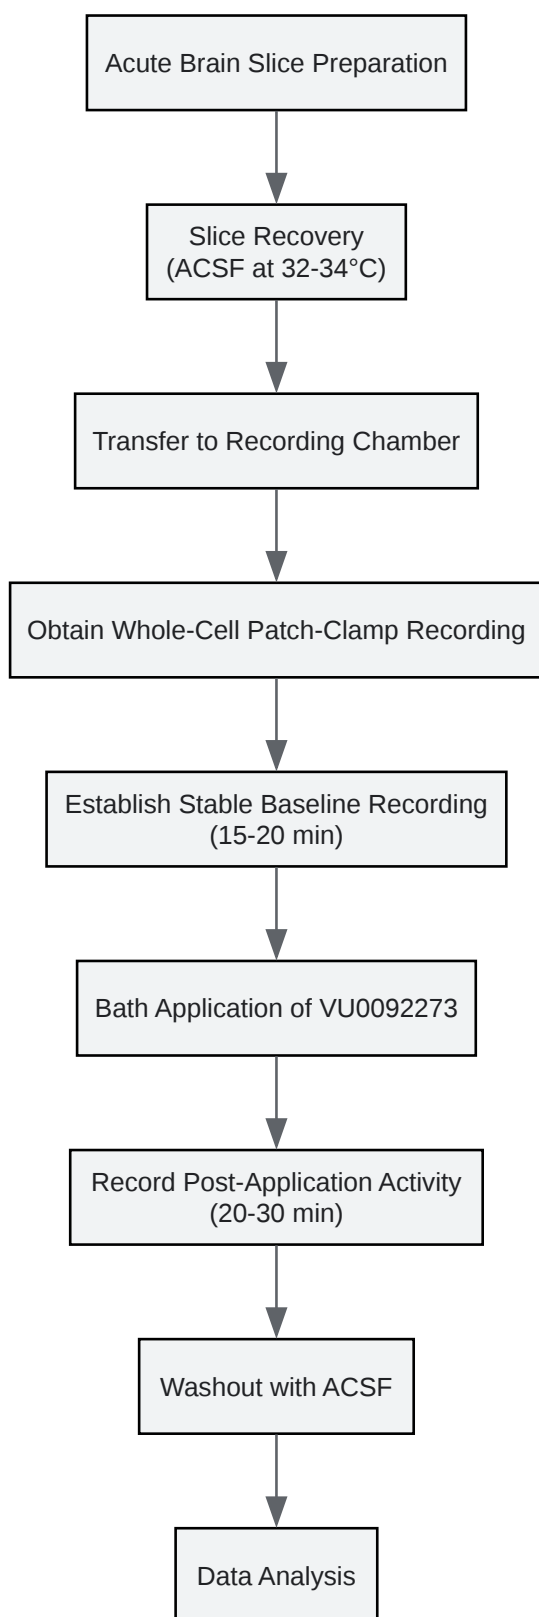 Acute Brain Slice Preparation
Slice Recovery
(ACSF at 32-34°C)
Transfer to Recording Chamber
Obtain Whole-Cell Patch-Clamp Recording
Establish Stable Baseline Recording
(15-20 min)
Bath Application of VU0092273
Record Post-Application Activity
(20-30 min)
Washout with ACSF
Data Analysis